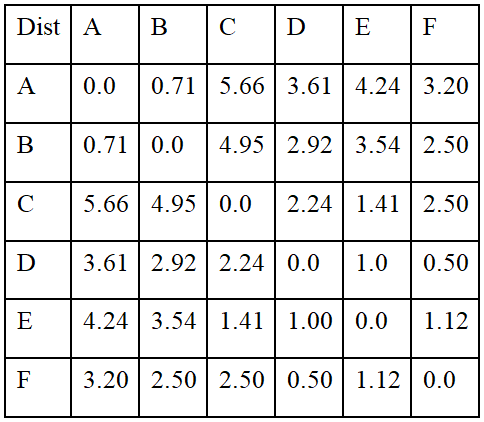 Dist A B C D E F
A 0.0 0.71 5.66 3.61 4.24 3.20
B 0.71 0.0 4.95 2.92 3.54 2.50
C 5.66 4.95 0.0 2.24 1.41 2.50
D 3.61 2.92 2.24 0.0 1.0 0.50
E 4.24 3.54 1.41 1.00 0.0 1.12
F 3.20 2.50 2.50 0.50 1.12 0.0